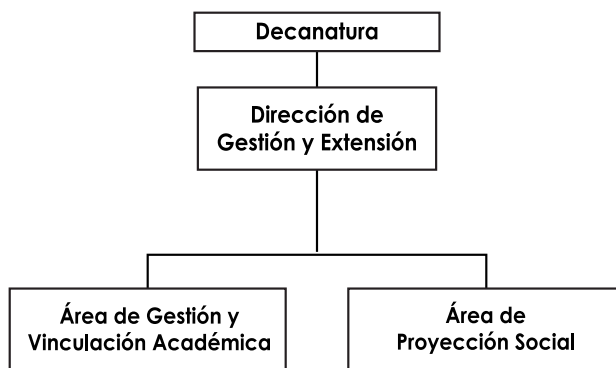 Decanatura
Dirección de
Gestión y Extensión
Área de Gestión y
Vinculación Académica
Área de
Proyección Social